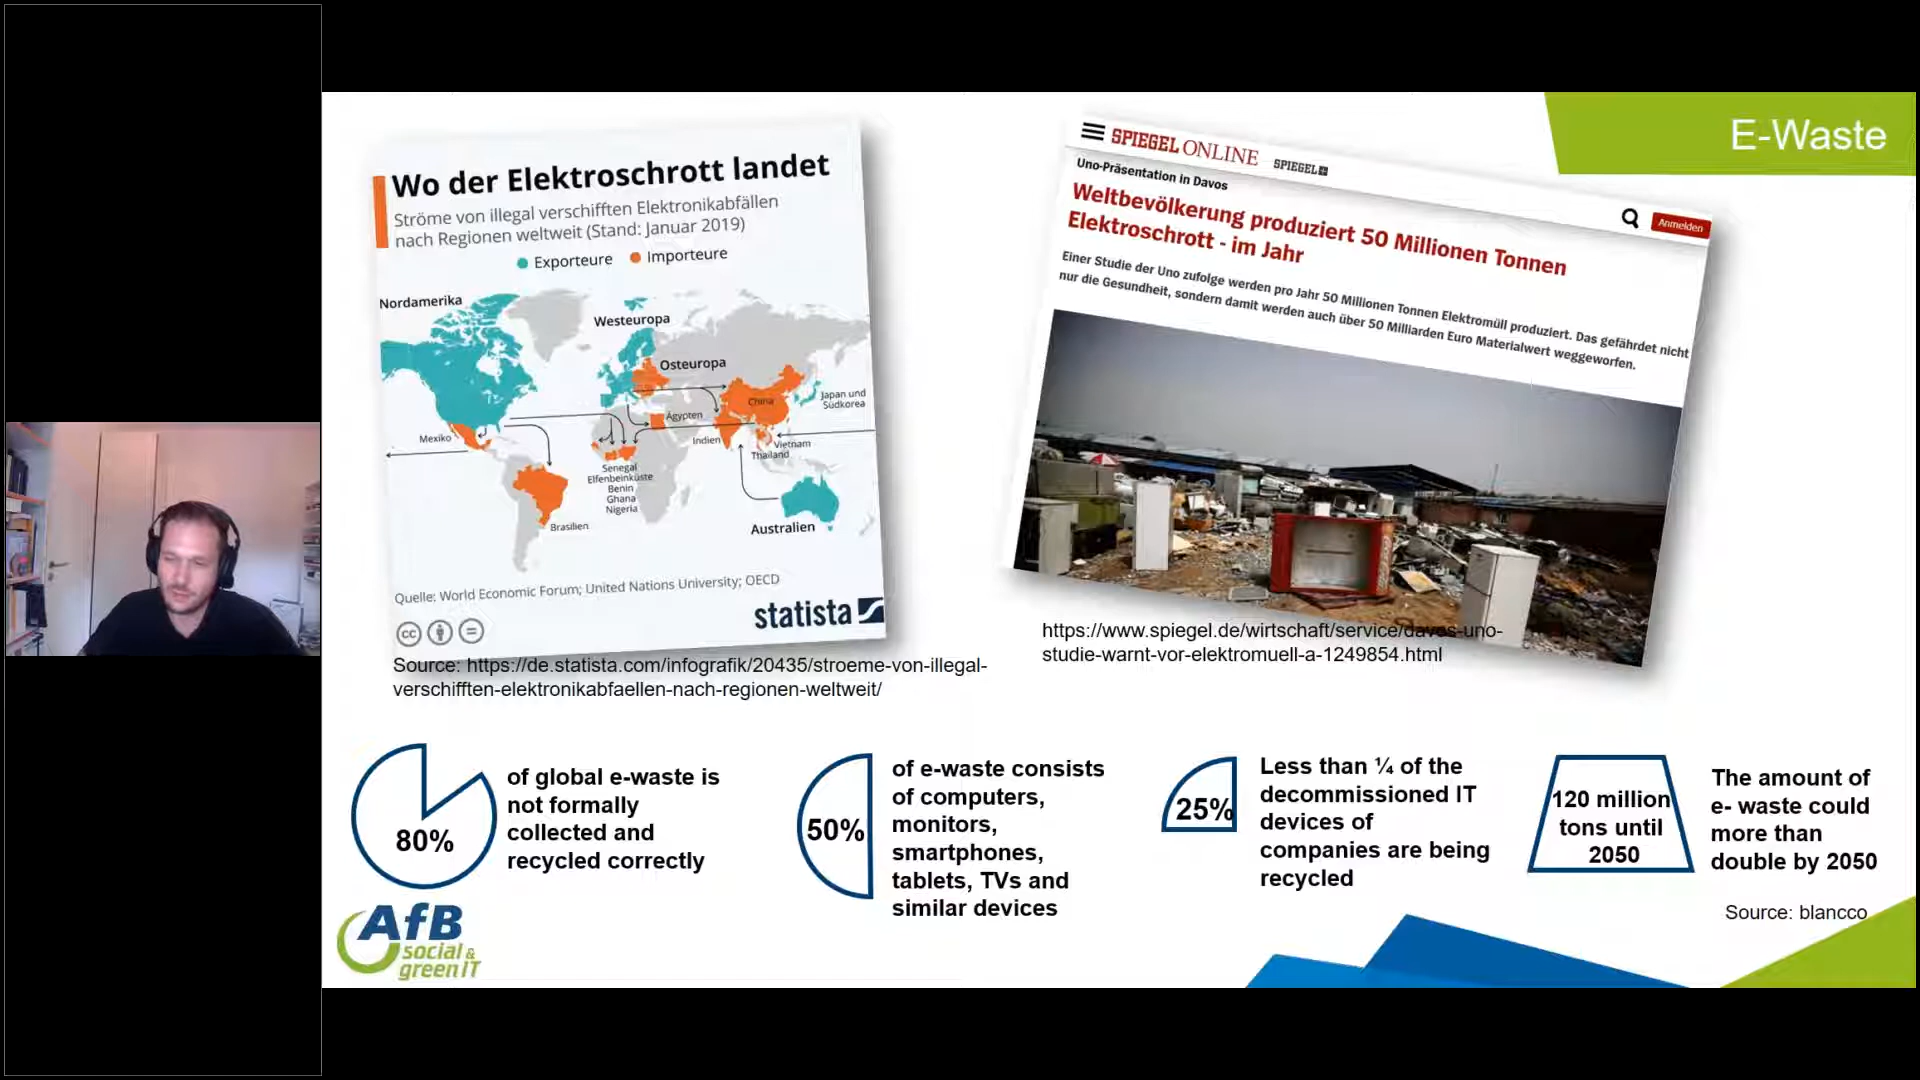 E-Waste
Wo der Elektroschrott landet
Ströme von illegal verschifften Elektronikabfällen
nach Regionen weltweit (Stand: Januar 2019)
Exporteure Importeure
Nordamerika
Westeuropa
Osteuropa
China
Japan und
Südkorea
Ägypten
Mexiko
Indien
Vietnam
Thailand
Senegal
Elfenbeinküste
Benin
Ghana
Nigeria
Brasilien
Australien
Quelle: World Economic Forum; United Nations University; OECD
cc
statista
Source: https://de.statista.com/infografik/20435/stroeme-von-illegal-
verschifften-elektronikabfaellen-nach-regionen-weltweit/
SPIEGEL ONLINE SPIEGEL+
Anmelden
Uno-Präsentation in Davos
Weltbevölkerung produziert 50 Millionen Tonnen
Elektroschrott - im Jahr
Einer Studie der Uno zufolge werden pro Jahr 50 Millionen Tonnen Elektromüll produziert. Das gefährdet nicht
nur die Gesundheit, sondern damit werden auch über 50 Milliarden Euro Materialwert weggeworfen.
https://www.spiegel.de/wirtschaft/service/davos-uno-
studie-warnt-vor-elektromuell-a-1249854.html
80%
of global e-waste is
not formally
collected and
recycled correctly
50%
of e-waste consists
of computers,
monitors,
smartphones,
tablets, TVs and
similar devices
25%
Less than ¼ of the
decommissioned IT
devices of
companies are being
recycled
120 million
tons until
2050
The amount of
e- waste could
more than
double by 2050
Source: blancco
AfB
social &
green IT